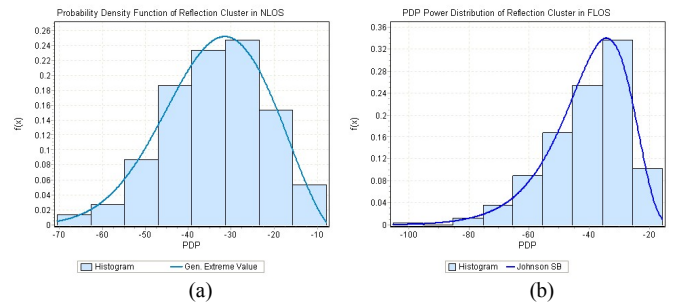 Probability Density Function of Reflection Cluster in NLOS
0.26
0.24
0.22
0.2
0.18
0.16
0.14
0.12
0.1
0.08
0.06
0.04
0.02
0
f(x)
-70 -60 -50 -40 -30 -20 -10
PDP
Histogram Gen. Extreme Value
(a)
PDP Power Distribution of Reflection Cluster in FLOS
0.36
0.32
0.28
0.24
0.2
0.16
0.12
0.08
0.04
f(x)
-100 -80 -60 -40 -20
PDP
Histogram Johnson SB
(b)